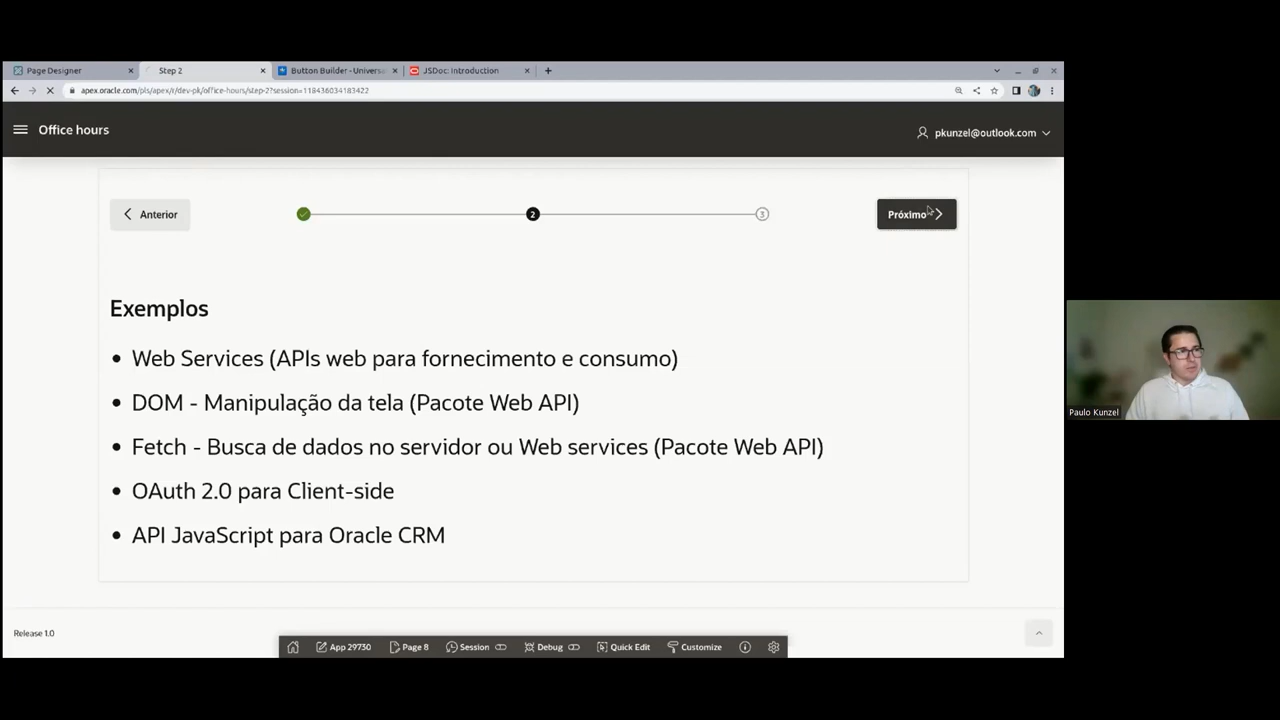 Page Designer
Step 2
Button Builder - Univers
JSDoc: Introduction
apex.oracle.com/pls/apex/r/dev-pk/office-hours/step-2?session=118436034183422
Office hours
pkunzel@outlook.com
Anterior
2
3
Próximo
Exemplos
Web Services (APIs web para fornecimento e consumo)
DOM - Manipulação da tela (Pacote Web API)
Fetch - Busca de dados no servidor ou Web services (Pacote Web API)
OAuth 2.0 para Client-side
API JavaScript para Oracle CRM
Paulo Kunzel
Release 1.0
App 29730
Page 8
Session
Debug
Quick Edit
Customize